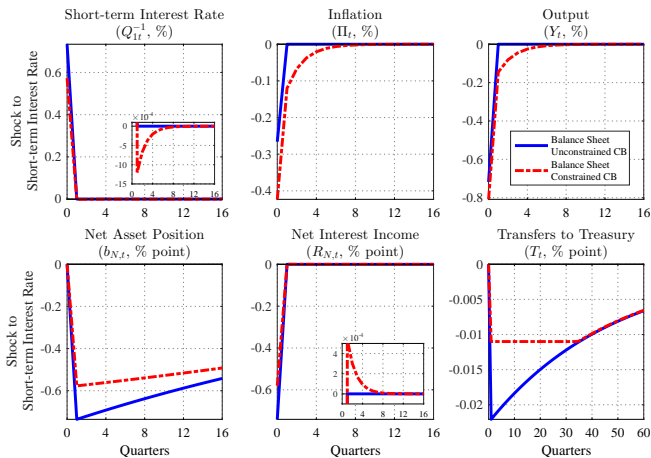 Short-term Interest Rate
(Q_{1t}^{-1}, %)
Inflation
(Π_t, %)
Output
(Y_t, %)
Shock to
Short-term Interest Rate
0.6
0.4
0.2
0
0 4 8 12 16
×10^{-4}
0
-5
-10
-15
4 8 12 16
0
-0.1
-0.2
-0.3
-0.4
0 4 8 12 16
0
-0.2
-0.4
-0.6
-0.8
0 4 8 12 16
Balance Sheet
Unconstrained CB
Balance Sheet
Constrained CB
Net Asset Position
(b_{N,t}, % point)
Net Interest Income
(R_{N,t}, % point)
Transfers to Treasury
(T_t, % point)
Shock to
Short-term Interest Rate
0
-0.2
-0.4
-0.6
0 4 8 12 16
Quarters
0
-0.2
-0.4
-0.6
0 4 8 12 16
Quarters
×10^{-4}
4
2
0
4 8 12 16
-0.005
-0.01
-0.015
-0.02
0 10 20 30 40 50 60
Quarters